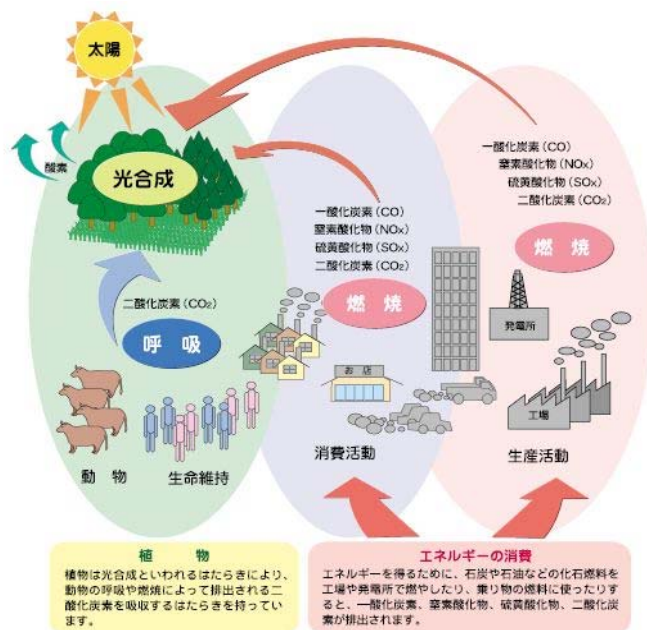 太陽
酸素
光合成
二酸化炭素(CO₂)
呼 吸
動 物
生命維持
一酸化炭素(CO)
窒素酸化物(NOx)
硫黄酸化物(SOx)
二酸化炭素(CO₂)
燃 焼
お 店
消費活動
一酸化炭素(CO)
窒素酸化物(NOx)
硫黄酸化物(SOx)
二酸化炭素(CO₂)
燃 焼
発電所
工場
生産活動
植 物
植物は光合成といわれるはたらきにより、
動物の呼吸や燃焼によって排出される二
酸化炭素を吸収するはたらきを持ってい
ます。
エネルギーの消費
エネルギーを得るために、石炭や石油などの化石燃料を
工場や発電所で燃やしたり、乗り物の燃料に使ったりす
ると、一酸化炭素、窒素酸化物、硫黄酸化物、二酸化炭
素が排出されます。